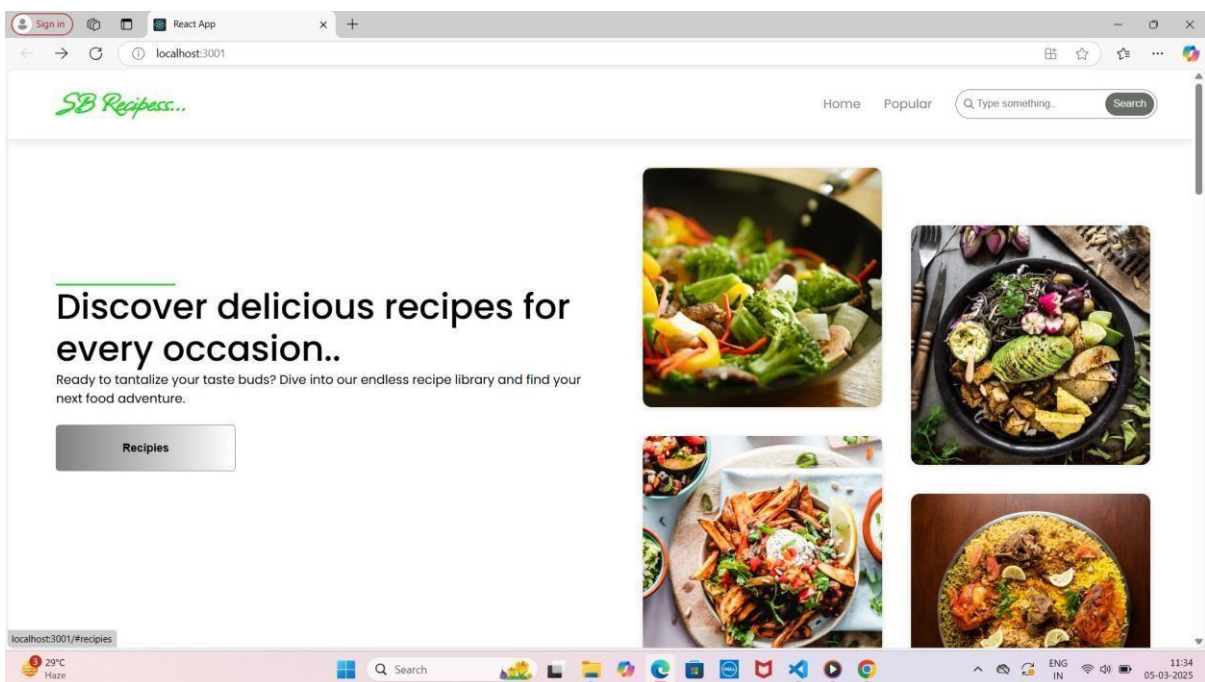 Sign in
React App
localhost:3001
SB Recipess...
Home Popular Type something.. Search
Discover delicious recipes for
every occasion..
Ready to tantalize your taste buds? Dive into our endless recipe library and find your
next food adventure.
Recipies
localhost:3001/#recipies
3 29°C
Haze
Search
ENG
IN
11:34
05-03-2025